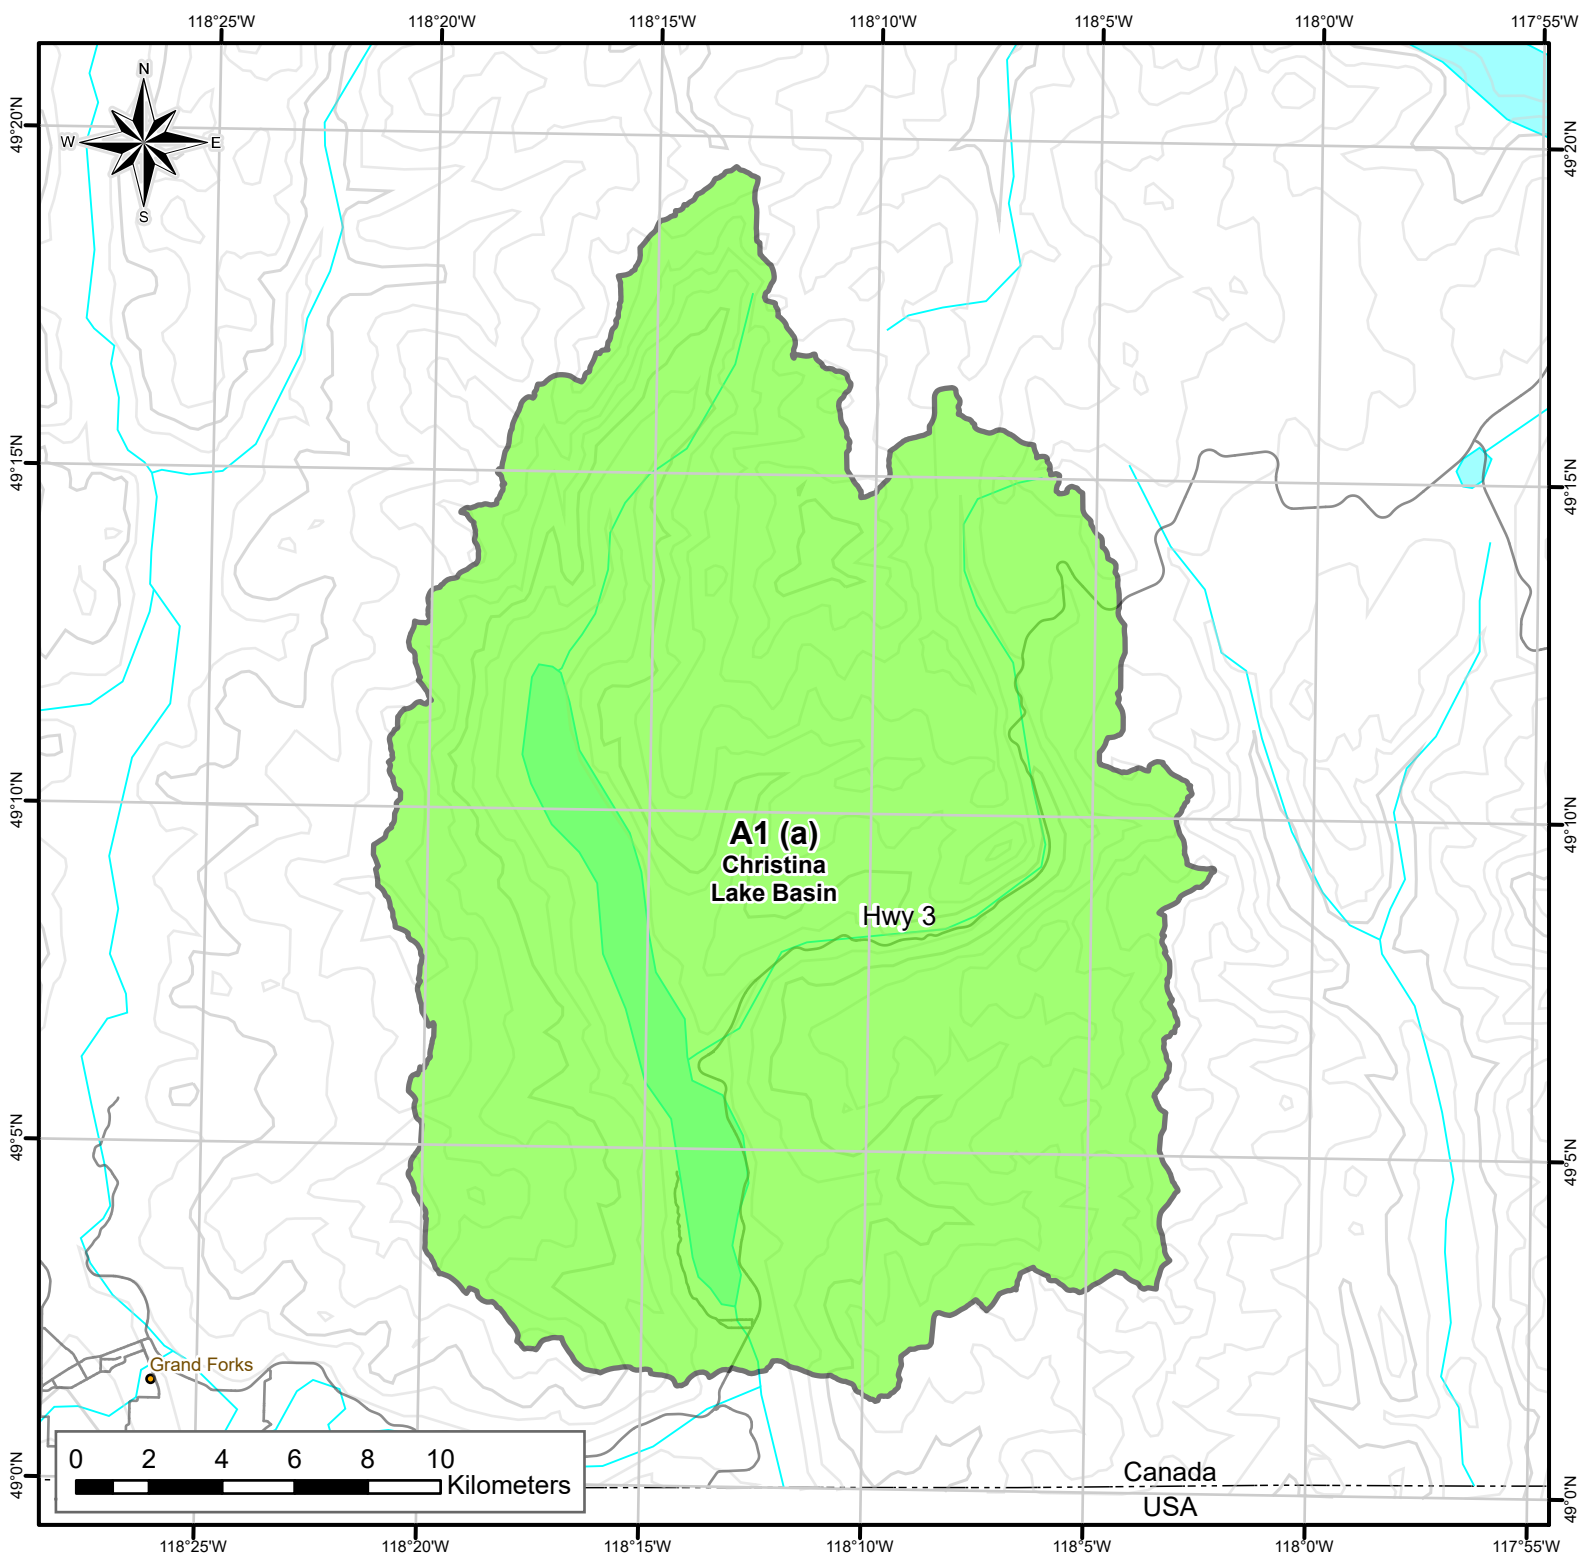 118°25'W 118°20'W 118°15'W 118°10'W 118°5'W 118°0'W 117°55'W
N
W E
S
49°20'N 49°20'N
49°15'N 49°15'N
49°10'N 49°10'N
A1 (a)
Christina
Lake Basin
Hwy 3
49°5'N 49°5'N
Grand Forks
0 2 4 6 8 10
Kilometers
Canada
USA
49°0'N 49°0'N
118°25'W 118°20'W 118°15'W 118°10'W 118°5'W 118°0'W 117°55'W